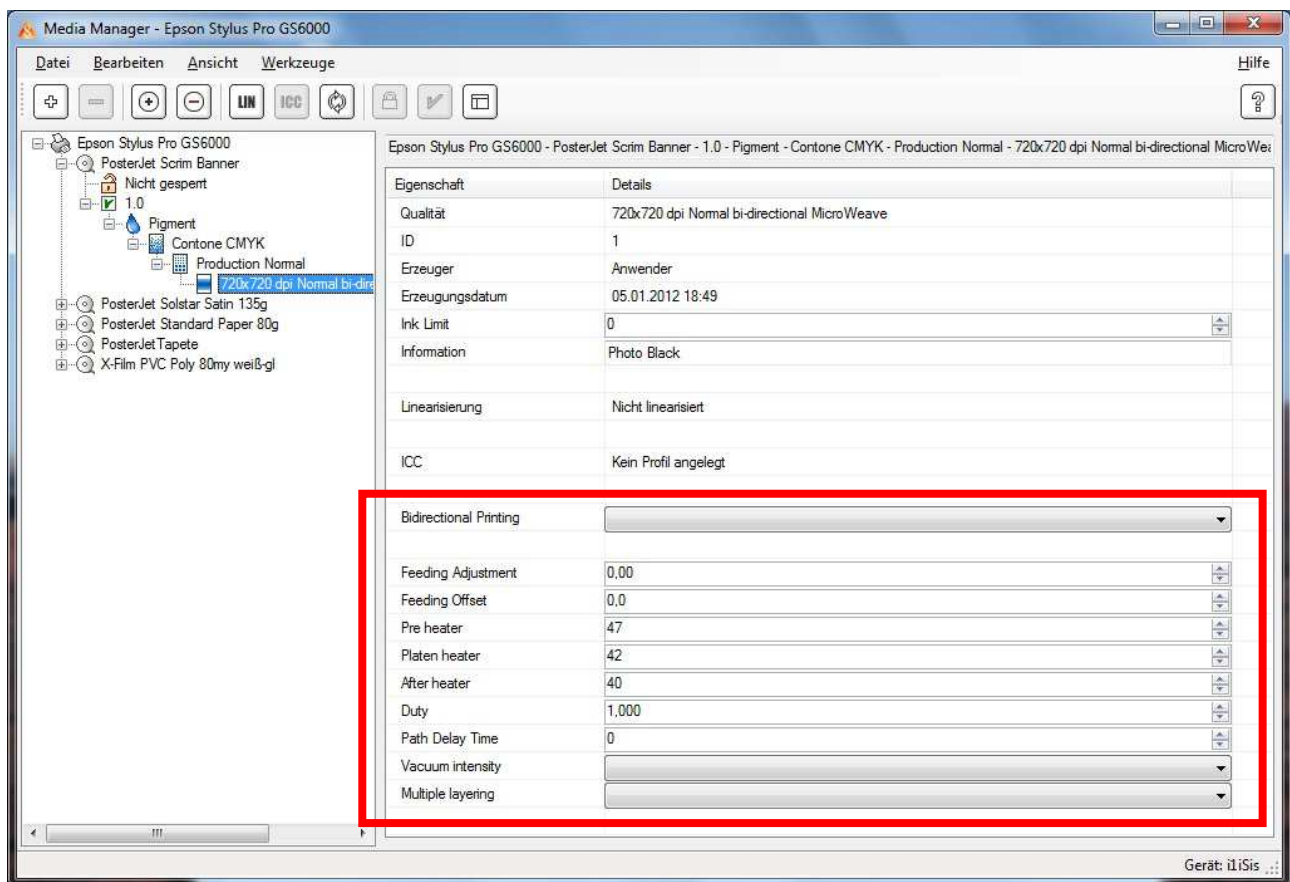 Media Manager - Epson Stylus Pro GS6000
Datei Bearbeiten Ansicht Werkzeuge Hilfe
LIN ICC
Epson Stylus Pro GS6000
PosterJet Scrim Banner
Nicht gesperrt
1.0
Pigment
Contone CMYK
Production Normal
720x720 dpi Normal bi-dire
PosterJet Solstar Satin 135g
PosterJet Standard Paper 80g
PosterJet Tapete
X-Film PVC Poly 80my weiß-gl
Epson Stylus Pro GS6000 - PosterJet Scrim Banner - 1.0 - Pigment - Contone CMYK - Production Normal - 720x720 dpi Normal bi-directional MicroWea
Eigenschaft Details
Qualität 720x720 dpi Normal bi-directional MicroWeave
ID 1
Erzeuger Anwender
Erzeugungsdatum 05.01.2012 18:49
Ink Limit 0
Information Photo Black
Linearisierung Nicht linearisiert
ICC Kein Profil angelegt
Bidirectional Printing
Feeding Adjustment 0,00
Feeding Offset 0,0
Pre heater 47
Platen heater 42
After heater 40
Duty 1,000
Path Delay Time 0
Vacuum intensity
Multiple layering
Gerät: i1iSis